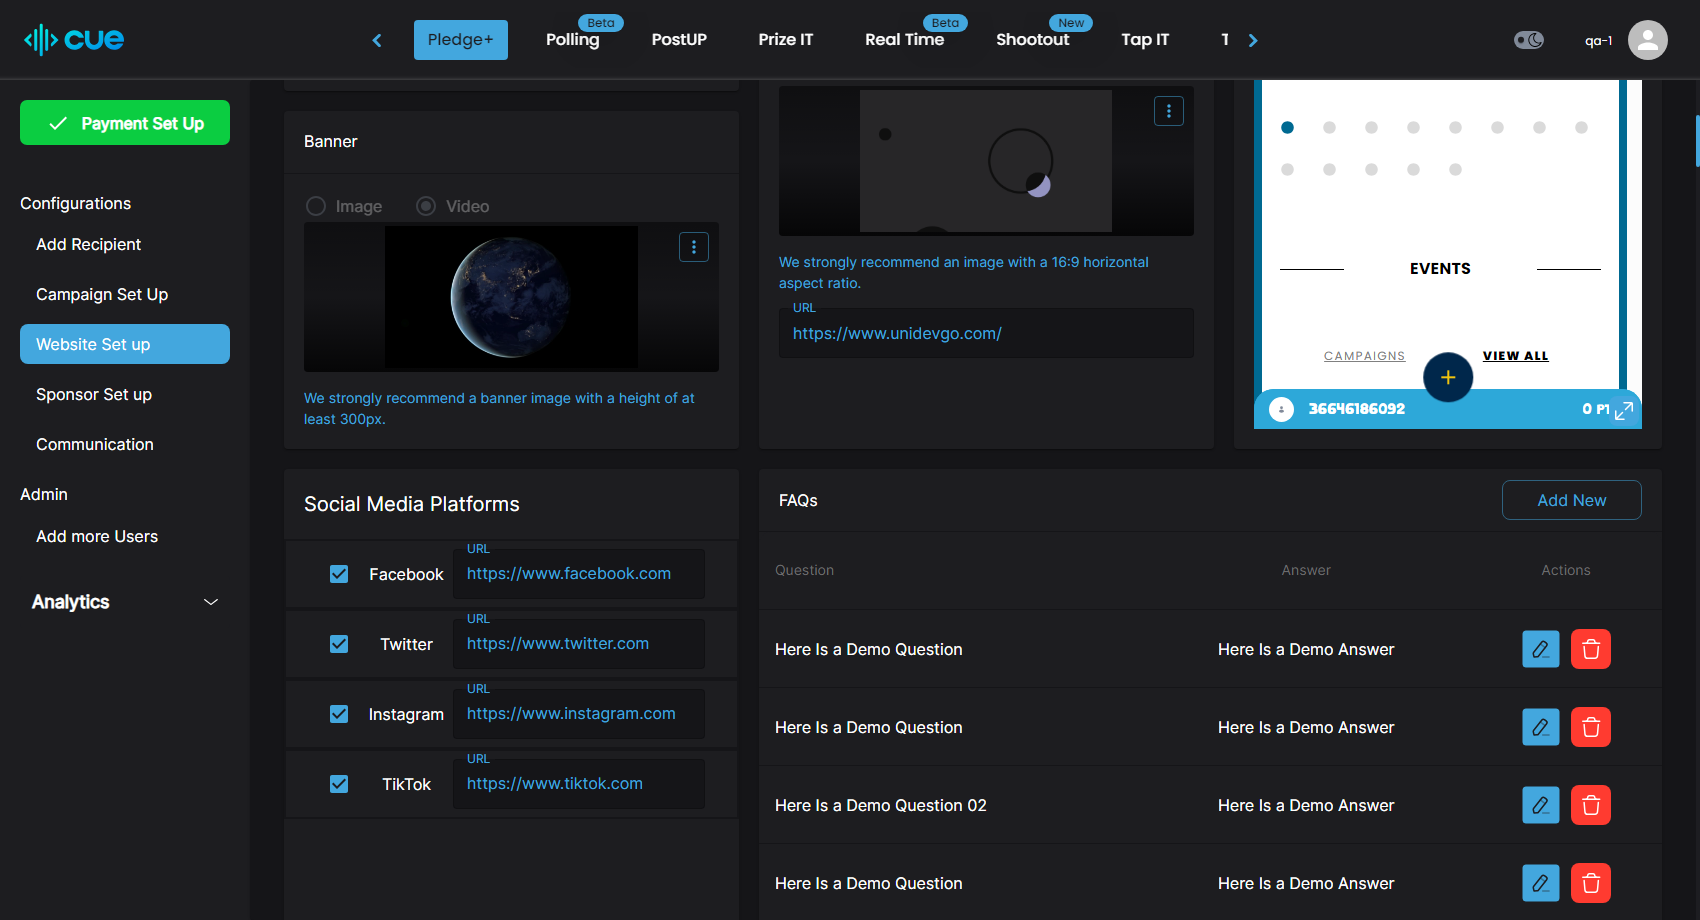 cue
Pledge+
Beta
Polling
PostUP
Prize IT
Beta
Real Time
New
Shootout
Tap IT
qa-1
Payment Set Up
Configurations
Add Recipient
Campaign Set Up
Website Set up
Sponsor Set up
Communication
Admin
Add more Users
Analytics
Banner
Image
Video
We strongly recommend a banner image with a height of at
least 300px.
We strongly recommend an image with a 16:9 horizontal
aspect ratio.
URL
https://www.unidevgo.com/
EVENTS
CAMPAIGNS
VIEW ALL
36646186092
0
Social Media Platforms
Facebook
URL
https://www.facebook.com
Twitter
URL
https://www.twitter.com
Instagram
URL
https://www.instagram.com
TikTok
URL
https://www.tiktok.com
FAQs
Add New
Question Answer Actions
Here Is a Demo Question Here Is a Demo Answer
Here Is a Demo Question Here Is a Demo Answer
Here Is a Demo Question 02 Here Is a Demo Answer
Here Is a Demo Question Here Is a Demo Answer